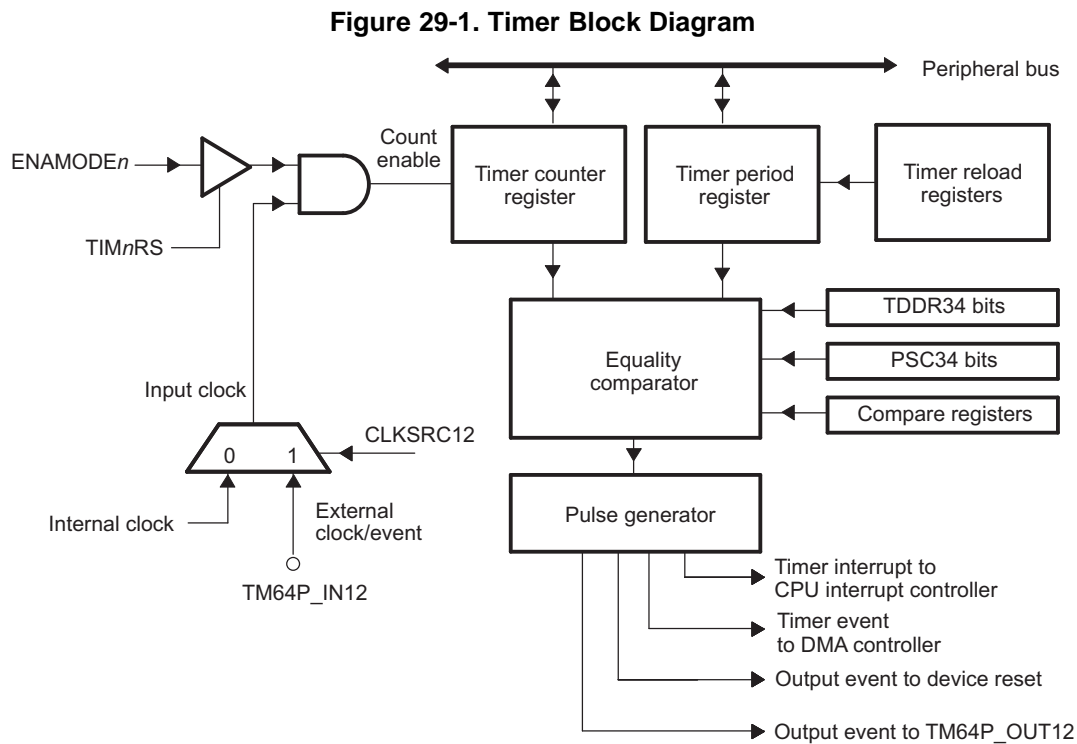 Figure 29-1. Timer Block Diagram
Peripheral bus
ENAMODEn
Count
enable
Timer counter
register
Timer period
register
Timer reload
registers
TIMnRS
TDDR34 bits
Equality
comparator
PSC34 bits
Input clock
Compare registers
CLKSRC12
0 1
Internal clock
External
clock/event
Pulse generator
TM64P_IN12
Timer interrupt to
CPU interrupt controller
Timer event
to DMA controller
Output event to device reset
Output event to TM64P_OUT12